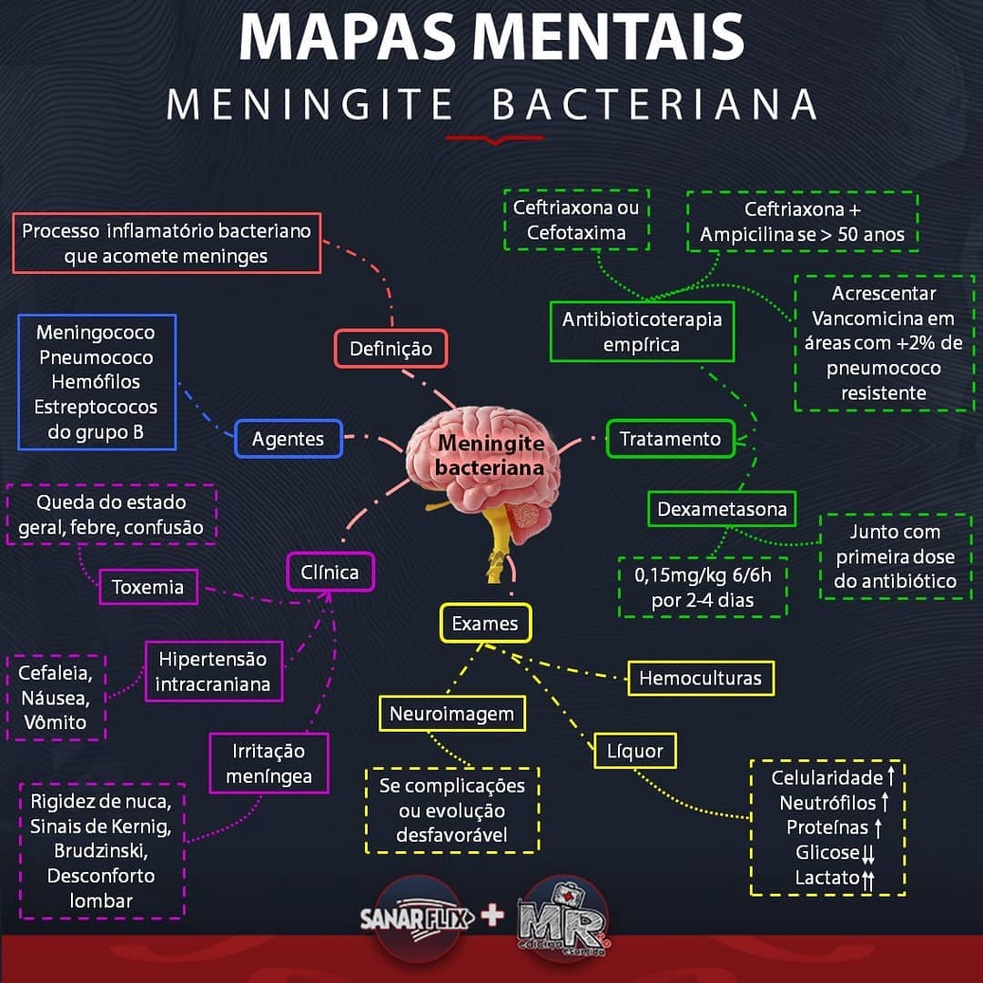 MAPAS MENTAIS
MENINGITE BACTERIANA
Processo inflamatório bacteriano
que acomete meninges
Definição
Meningococo
Pneumococo
Hemófilos
Estreptococos
do grupo B
Agentes
Meningite
bacteriana
Queda do estado
geral, febre, confusão
Toxemia
Clínica
Hipertensão
intracraniana
Cefaleia,
Náusea,
Vômito
Irritação
meníngea
Rigidez de nuca,
Sinais de Kernig,
Brudzinski,
Desconforto
lombar
Ceftriaxona ou
Cefotaxima
Ceftriaxona +
Ampicilina se > 50 anos
Antibioticoterapia
empírica
Acrescentar
Vancomicina em
áreas com +2% de
pneumococo
resistente
Tratamento
Dexametasona
0,15mg/kg 6/6h
por 2-4 dias
Junto com
primeira dose
do antibiótico
Exames
Neuroimagem
Se complicações
ou evolução
desfavorável
Hemoculturas
Líquor
Celularidade ↑
Neutrófilos ↑
Proteínas ↑
Glicose ↓↓
Lactato ↑↑
SANARFLIX + MR
edicina
esumida